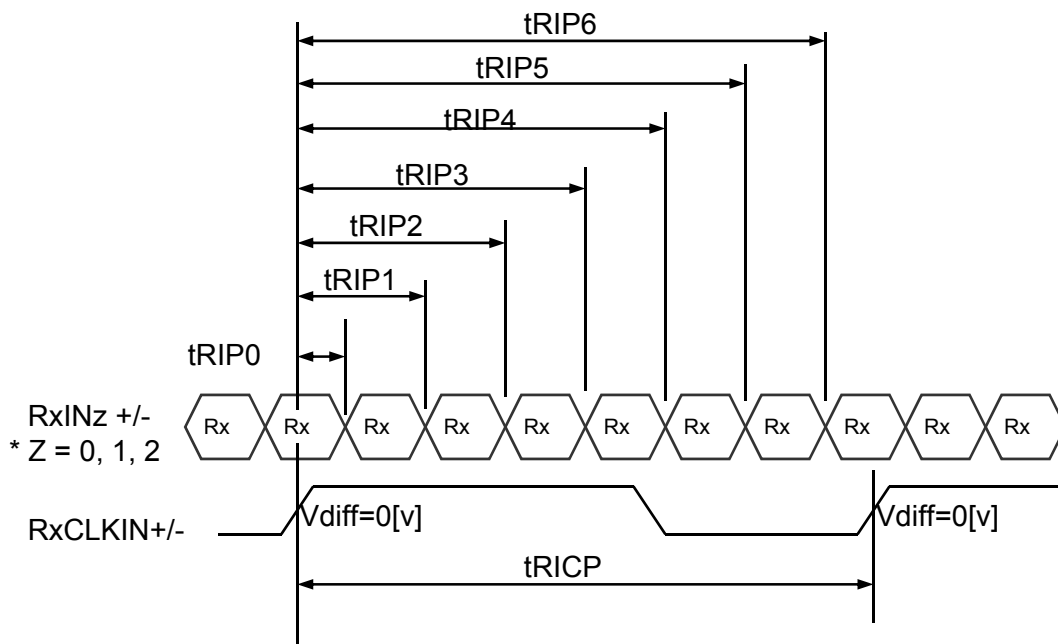 tRIP6
tRIP5
tRIP4
tRIP3
tRIP2
tRIP1
tRIP0
RxINz +/-
* Z = 0, 1, 2
Rx Rx Rx Rx Rx Rx Rx Rx Rx Rx Rx
RxCLKIN+/-
Vdiff=0[v] Vdiff=0[v]
tRICP